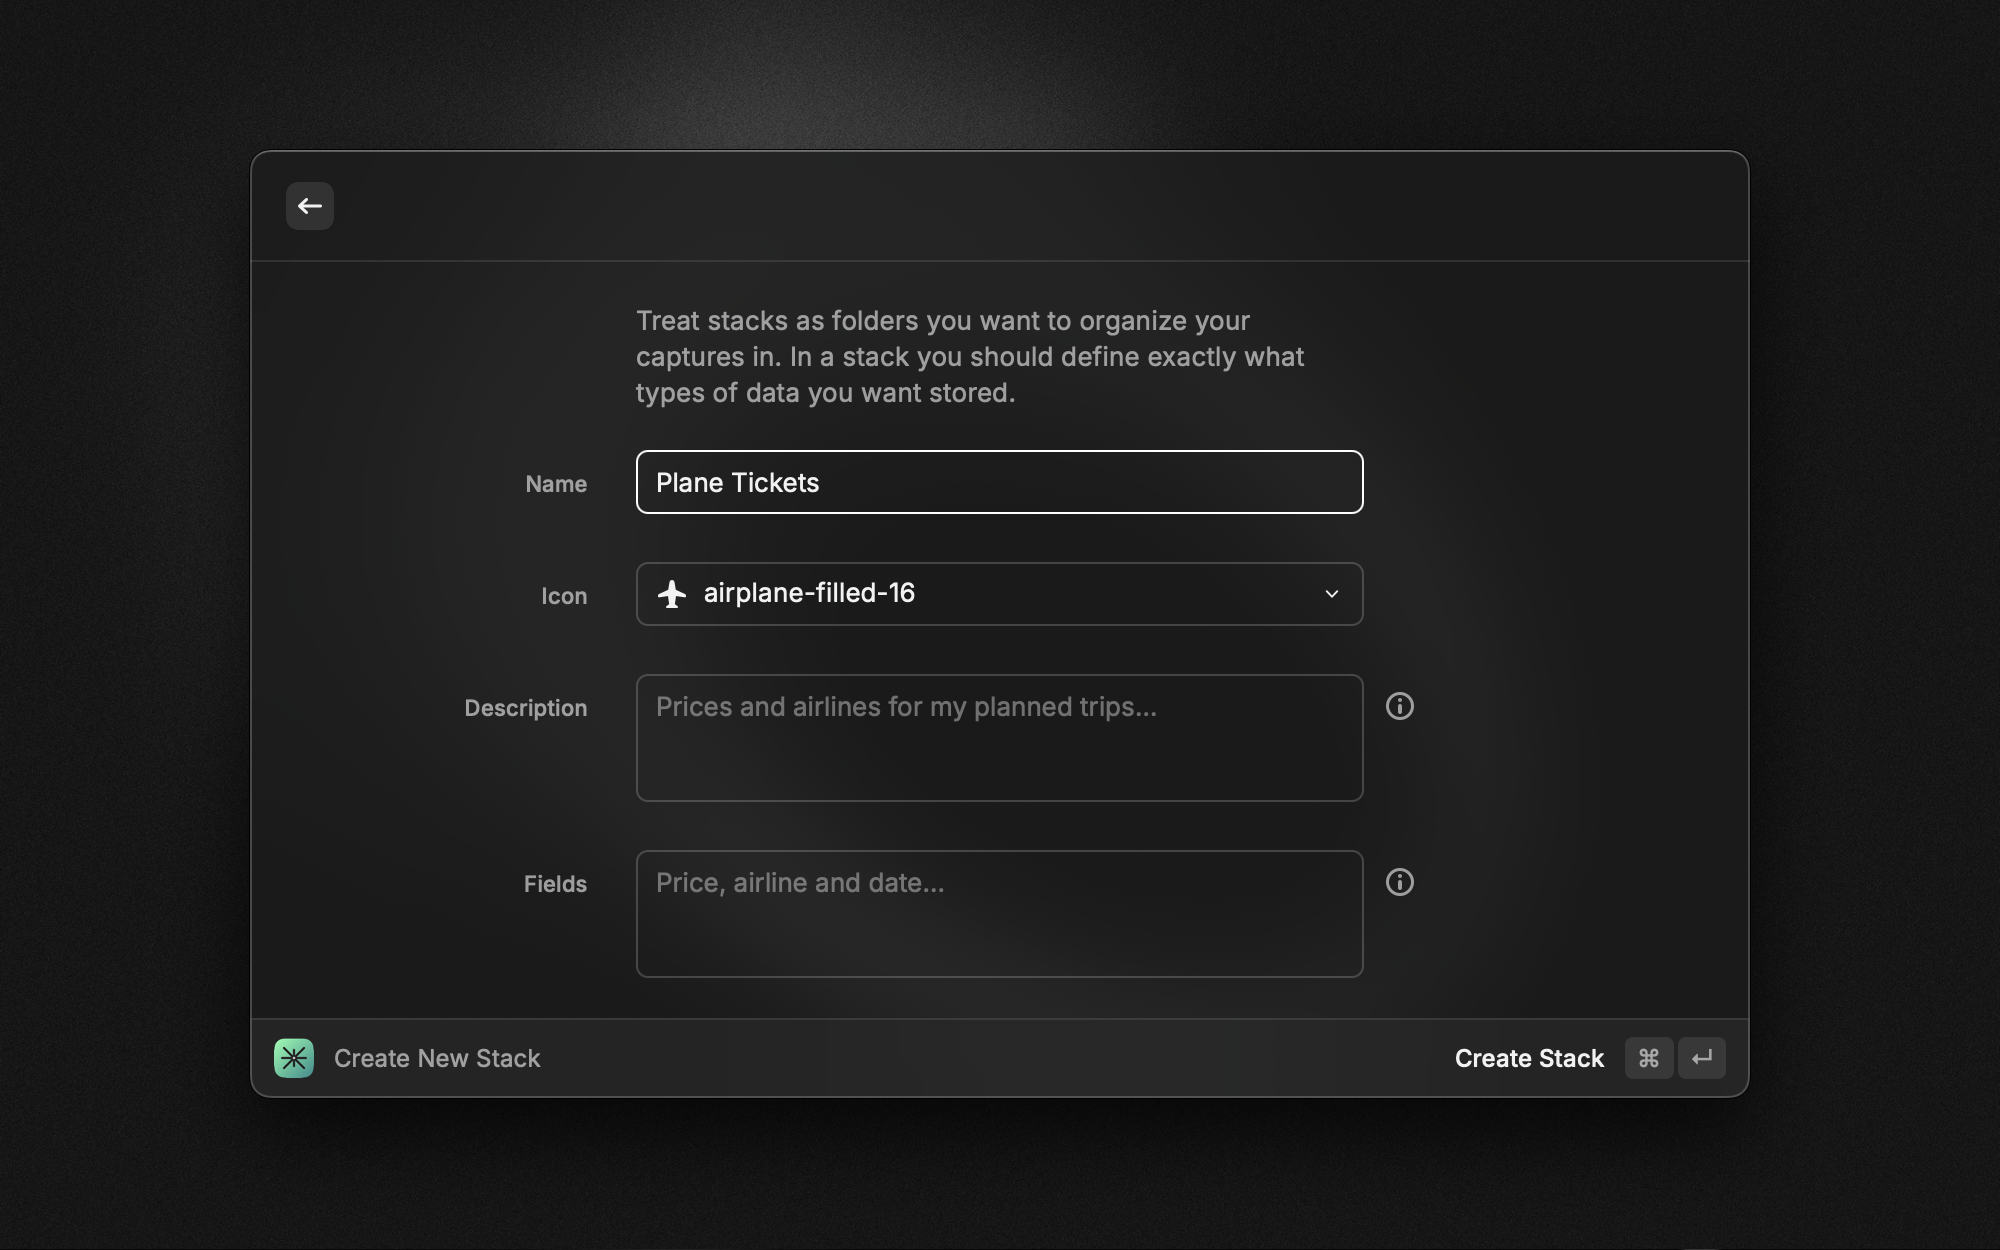 Treat stacks as folders you want to organize your
captures in. In a stack you should define exactly what
types of data you want stored.
Name
Plane Tickets
Icon
airplane-filled-16
Description
Prices and airlines for my planned trips...
Fields
Price, airline and date...
Create New Stack
Create Stack ⌘ ↵